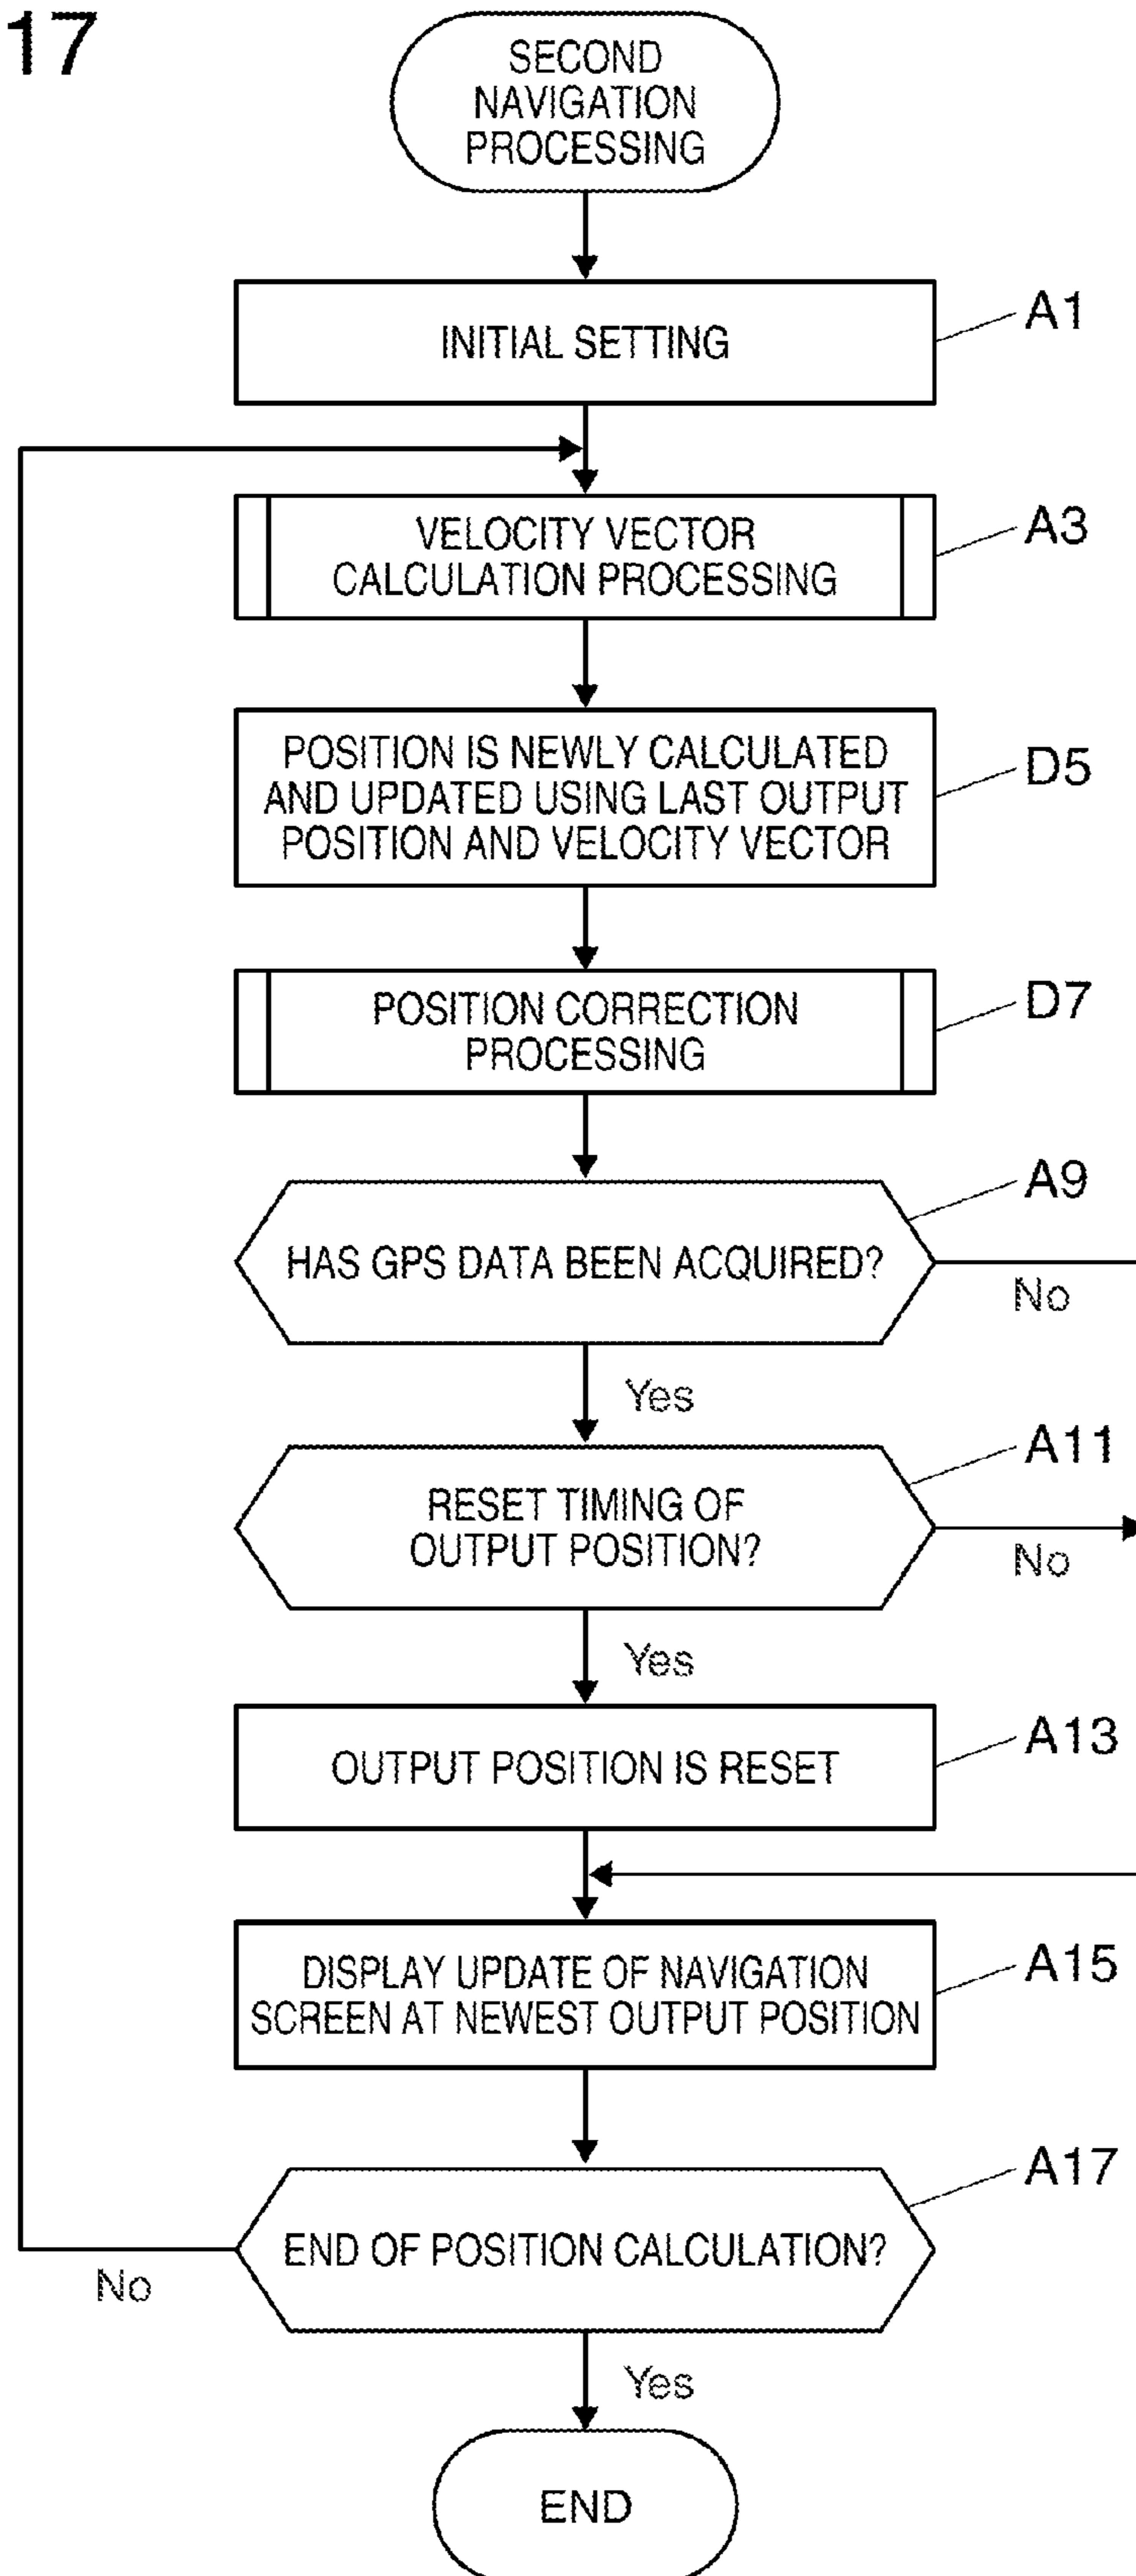 17
SECOND
NAVIGATION
PROCESSING
INITIAL SETTING
A1
VELOCITY VECTOR
CALCULATION PROCESSING
A3
POSITION IS NEWLY CALCULATED
AND UPDATED USING LAST OUTPUT
POSITION AND VELOCITY VECTOR
D5
POSITION CORRECTION
PROCESSING
D7
HAS GPS DATA BEEN ACQUIRED?
A9
No
Yes
RESET TIMING OF
OUTPUT POSITION?
A11
No
Yes
OUTPUT POSITION IS RESET
A13
DISPLAY UPDATE OF NAVIGATION
SCREEN AT NEWEST OUTPUT POSITION
A15
END OF POSITION CALCULATION?
A17
No
Yes
END